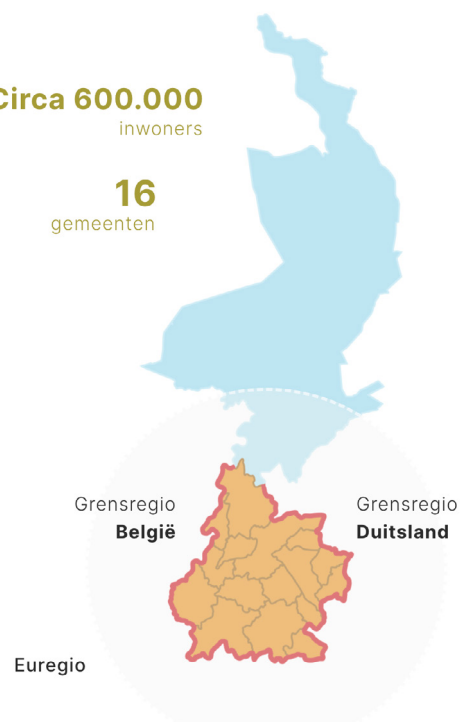 Circa 600.000
inwoners
16
gemeenten
Grensregio
België
Grensregio
Duitsland
Euregio